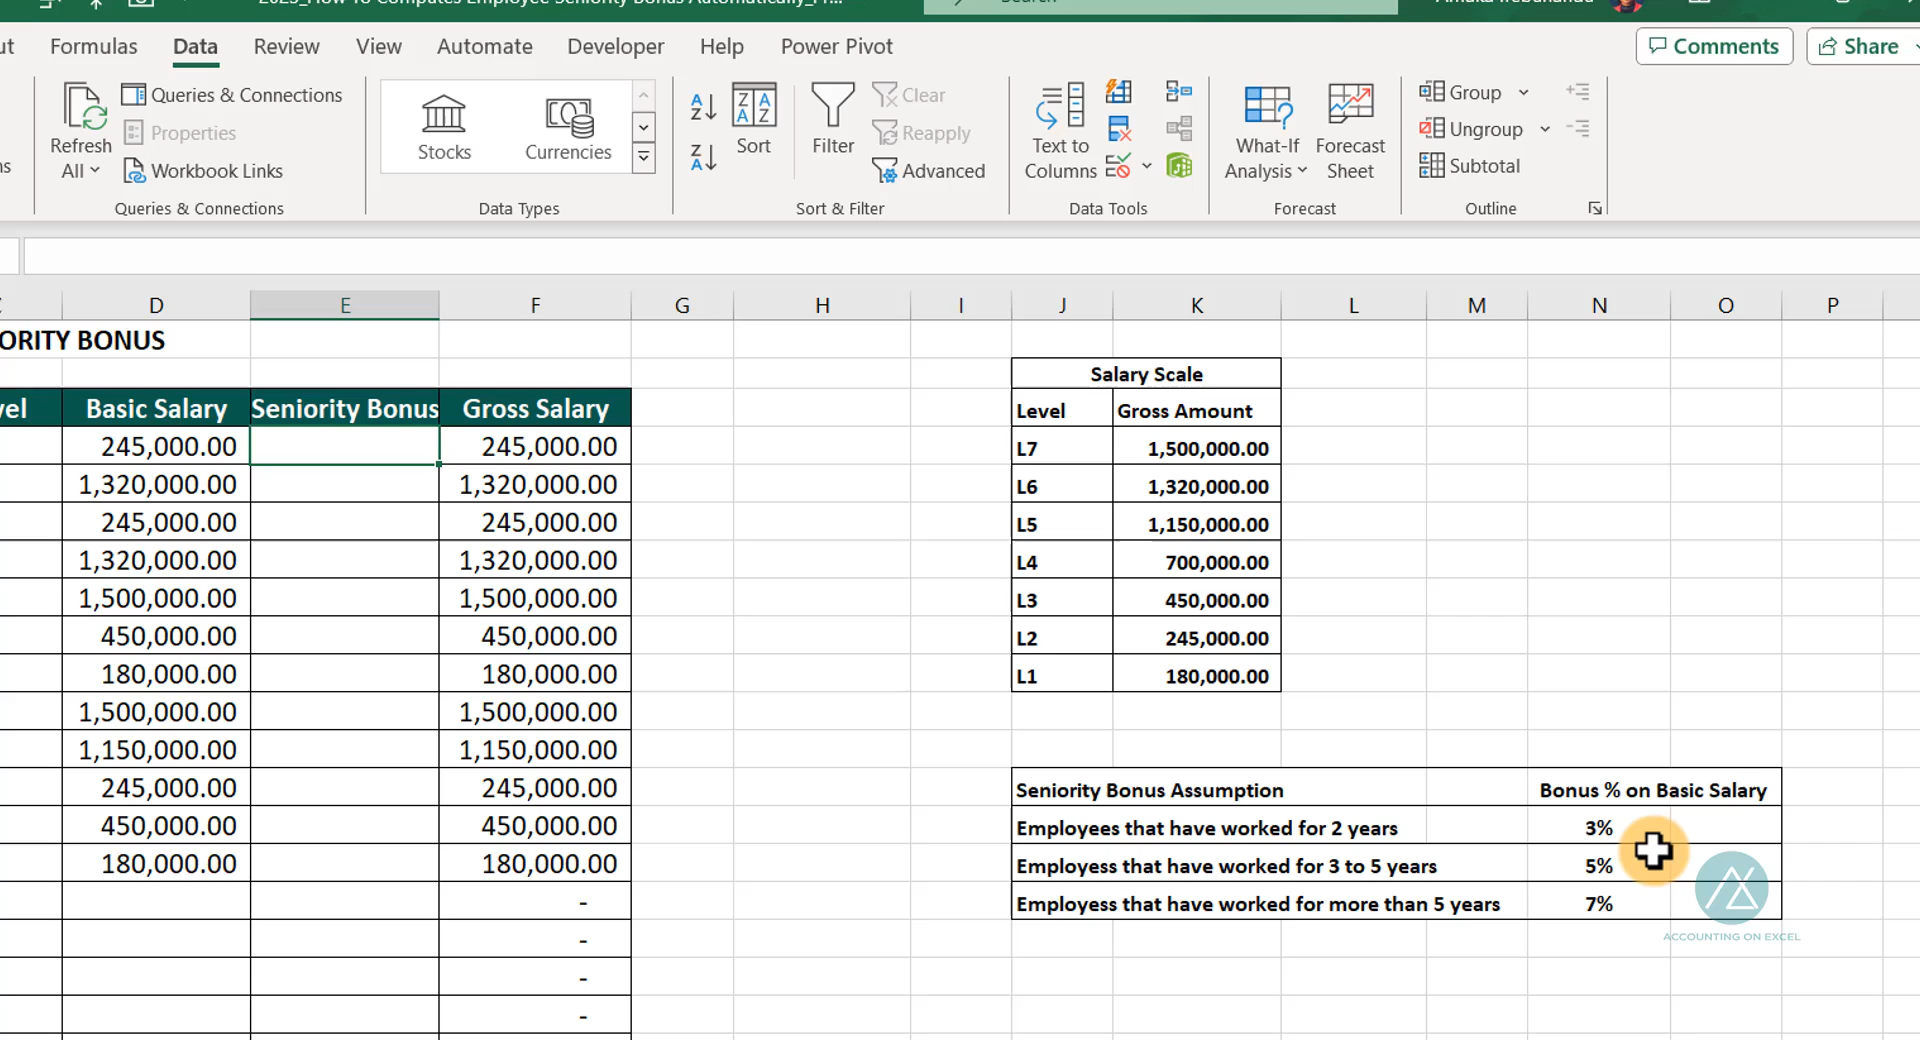 Formulas Data Review View Automate Developer Help Power Pivot Comments Share
Refresh All
Queries & Connections
Properties
Workbook Links
Queries & Connections
Stocks
Currencies
Data Types
Sort
Filter
Clear
Reapply
Advanced
Sort & Filter
Text to Columns
Data Tools
What-If Analysis
Forecast Sheet
Forecast
Group
Ungroup
Subtotal
Outline
D E F G H I J K L M N O P
ORITY BONUS
vel Basic Salary Seniority Bonus Gross Salary
245,000.00 245,000.00
1,320,000.00 1,320,000.00
245,000.00 245,000.00
1,320,000.00 1,320,000.00
1,500,000.00 1,500,000.00
450,000.00 450,000.00
180,000.00 180,000.00
1,500,000.00 1,500,000.00
1,150,000.00 1,150,000.00
245,000.00 245,000.00
450,000.00 450,000.00
180,000.00 180,000.00
-
-
-
-
Salary Scale
Level Gross Amount
L7 1,500,000.00
L6 1,320,000.00
L5 1,150,000.00
L4 700,000.00
L3 450,000.00
L2 245,000.00
L1 180,000.00
Seniority Bonus Assumption Bonus % on Basic Salary
Employees that have worked for 2 years 3%
Employess that have worked for 3 to 5 years 5%
Employess that have worked for more than 5 years 7%
ACCOUNTING ON EXCEL